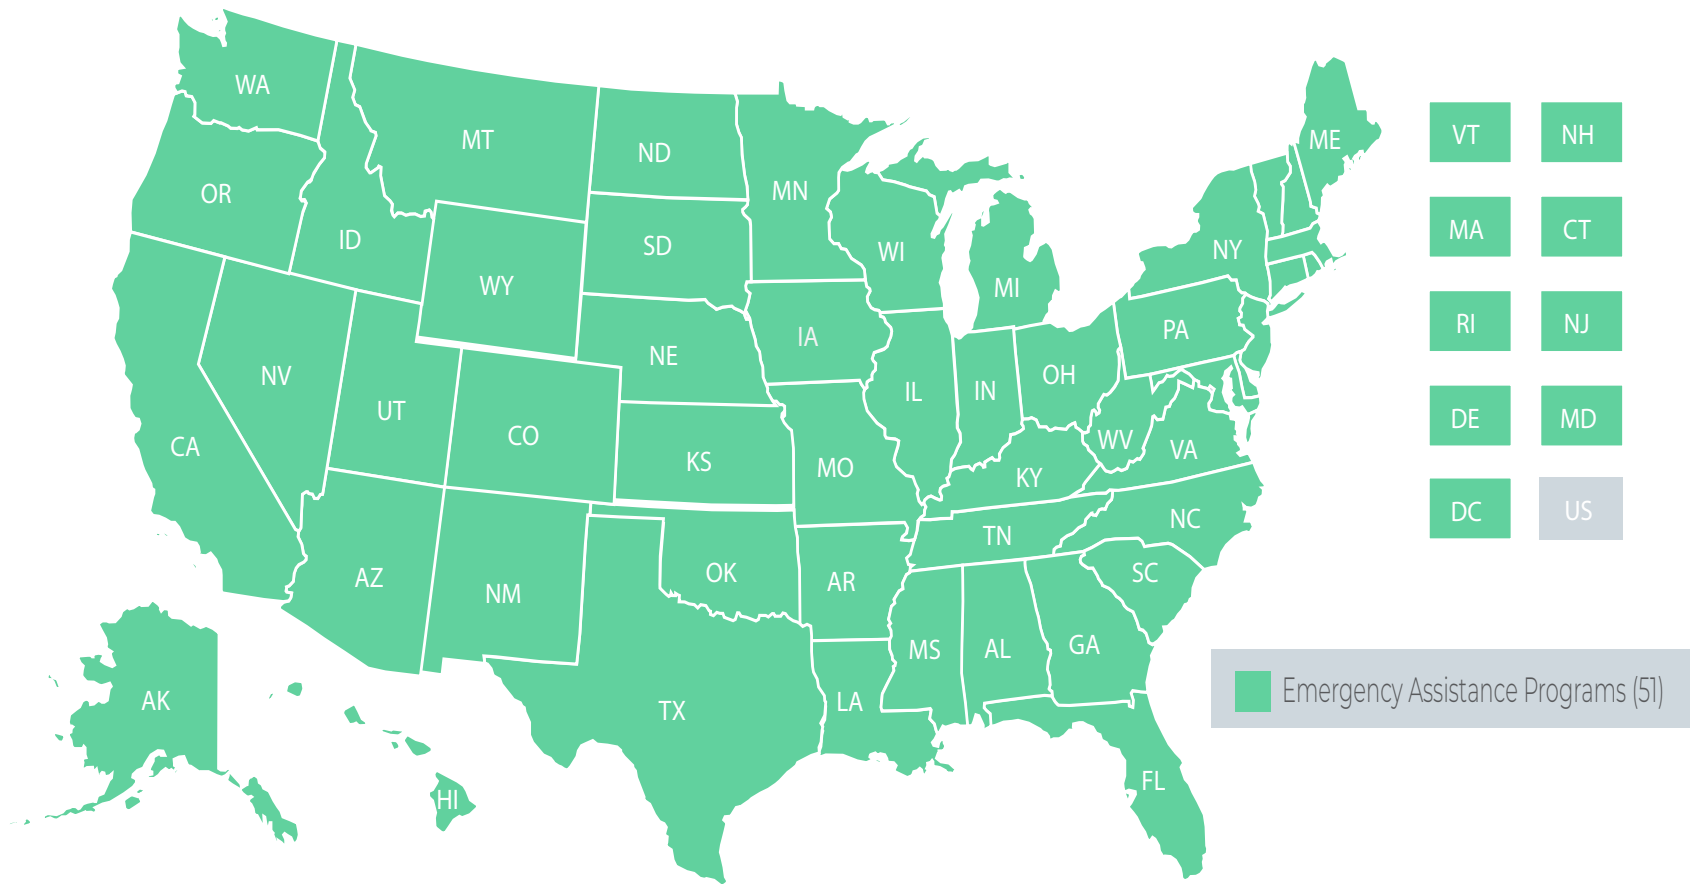 WA
MT
ND
MN
ME
VT
NH
OR
ID
SD
WI
NY
MA
CT
WY
MI
IA
PA
RI
NJ
NV
NE
UT
IL
IN
OH
CA
CO
KS
MO
WV
VA
DE
MD
KY
NC
TN
DC
US
AZ
NM
OK
AR
SC
MS
AL
GA
AK
TX
LA
Emergency Assistance Programs (51)
HI
FL